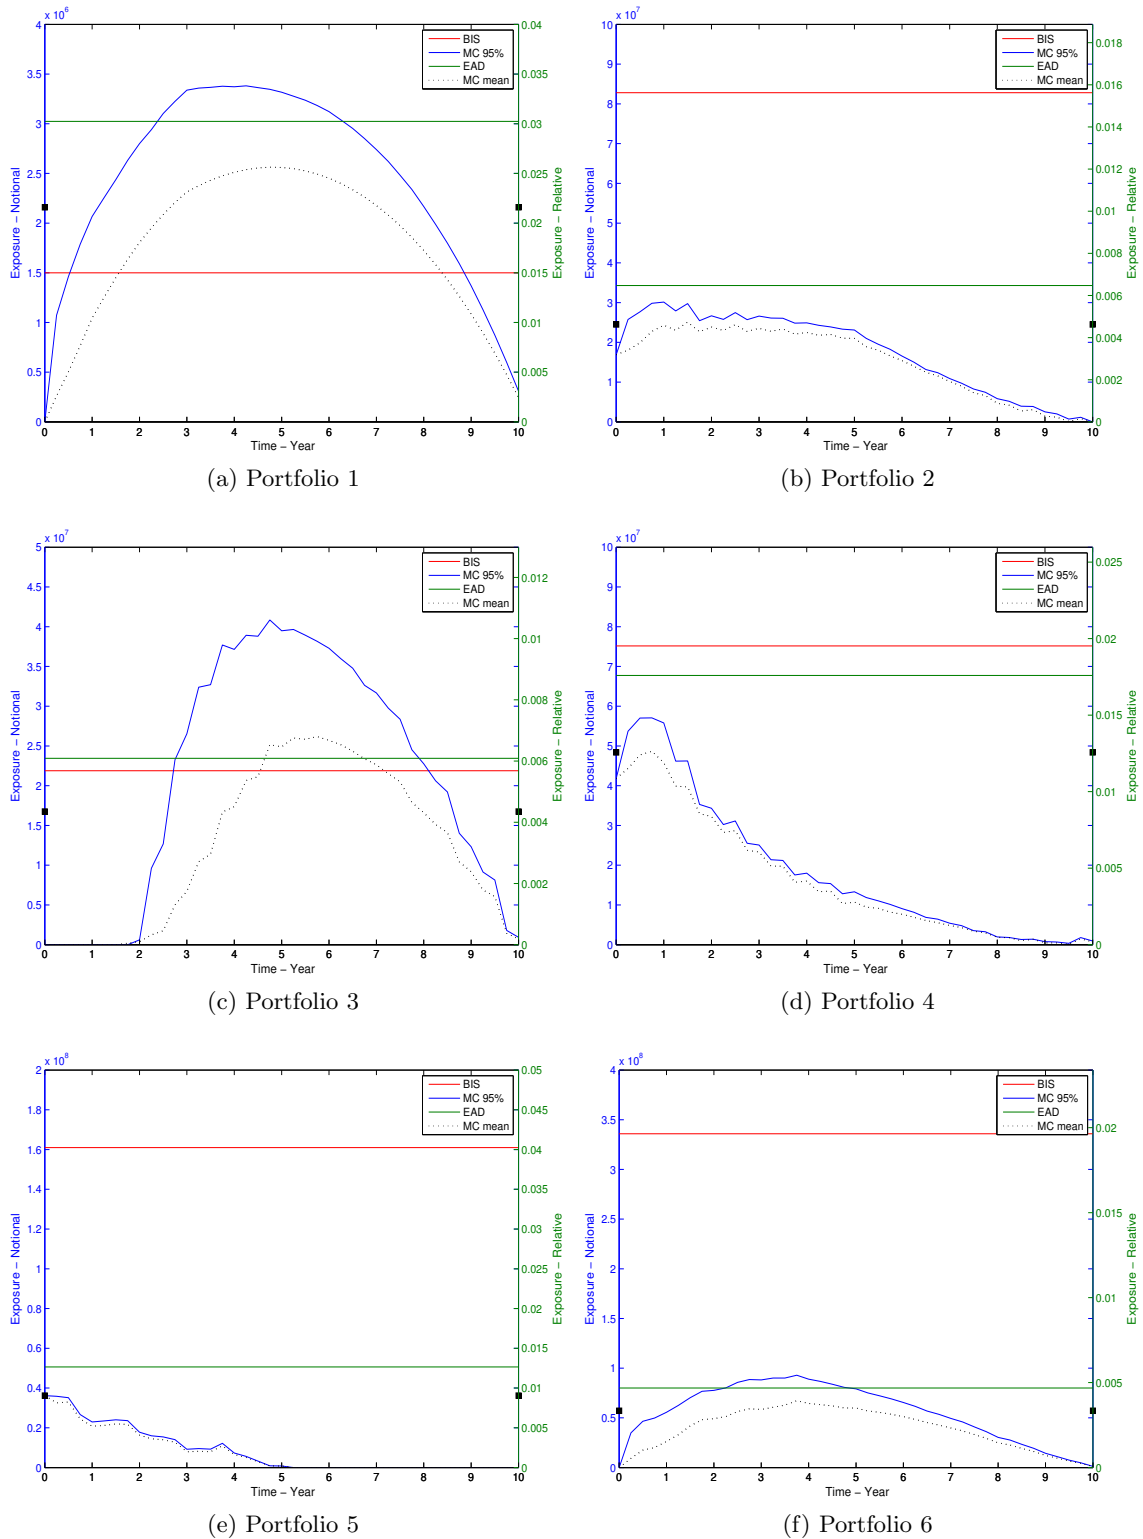 x 10^6
4
3.5
3
2.5
2
1.5
1
0.5
0
Exposure − Notional
0 1 2 3 4 5 6 7 8 9 10
Time − Year
0.04
0.035
0.03
0.025
0.02
0.015
0.01
0.005
0
Exposure − Relative
BIS
MC 95%
EAD
MC mean
(a) Portfolio 1
x 10^7
10
9
8
7
6
5
4
3
2
1
0
Exposure − Notional
0 1 2 3 4 5 6 7 8 9 10
Time − Year
0.018
0.016
0.014
0.012
0.01
0.008
0.006
0.004
0.002
0
Exposure − Relative
BIS
MC 95%
EAD
MC mean
(b) Portfolio 2
x 10^7
5
4.5
4
3.5
3
2.5
2
1.5
1
0.5
0
Exposure − Notional
0 1 2 3 4 5 6 7 8 9 10
Time − Year
0.012
0.01
0.008
0.006
0.004
0.002
0
Exposure − Relative
BIS
MC 95%
EAD
MC mean
(c) Portfolio 3
x 10^7
10
9
8
7
6
5
4
3
2
1
0
Exposure − Notional
0 1 2 3 4 5 6 7 8 9 10
Time − Year
0.025
0.02
0.015
0.01
0.005
0
Exposure − Relative
BIS
MC 95%
EAD
MC mean
(d) Portfolio 4
x 10^8
2
1.8
1.6
1.4
1.2
1
0.8
0.6
0.4
0.2
0
Exposure − Notional
0 1 2 3 4 5 6 7 8 9 10
Time − Year
0.05
0.045
0.04
0.035
0.03
0.025
0.02
0.015
0.01
0.005
0
Exposure − Relative
BIS
MC 95%
EAD
MC mean
(e) Portfolio 5
x 10^8
4
3.5
3
2.5
2
1.5
1
0.5
0
Exposure − Notional
0 1 2 3 4 5 6 7 8 9 10
Time − Year
0.02
0.015
0.01
0.005
0
Exposure − Relative
BIS
MC 95%
EAD
MC mean
(f) Portfolio 6